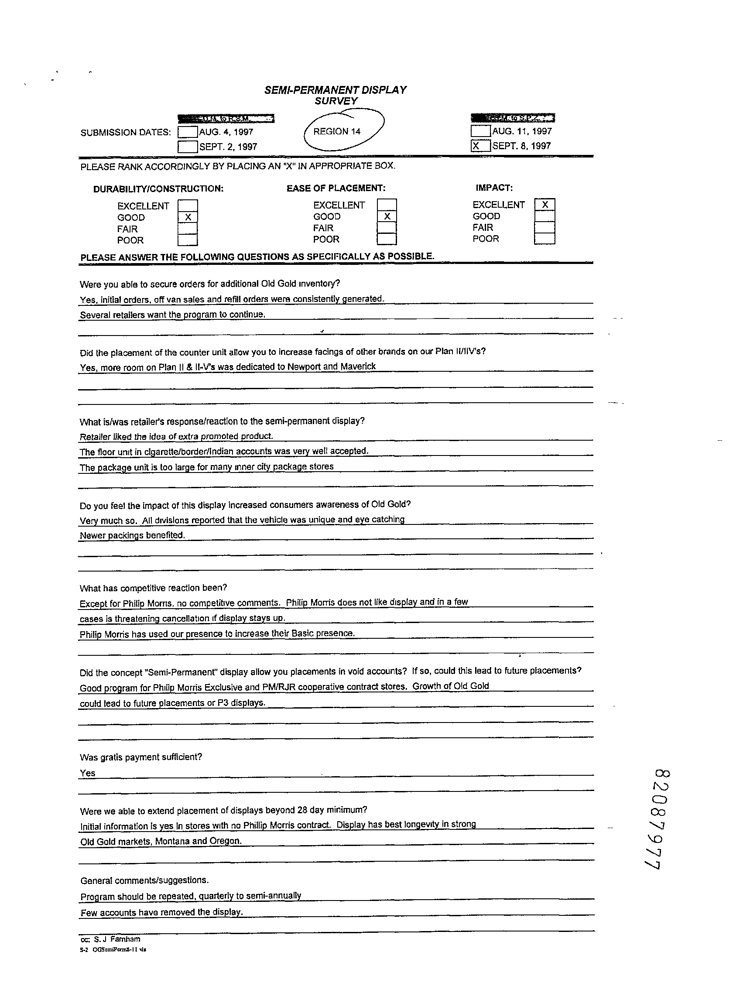 SEMI-PERMANENT DISPLAY
SURVEY
SUBMISSION DATES: AUG. 4, 1997 REGION 14 AUG. 11, 1997
SEPT. 2, 1997 X SEPT. 8, 1997
PLEASE RANK ACCORDINGLY BY PLACING AN "X" IN APPROPRIATE BOX.
DURABILITY/CONSTRUCTION: EASE OF PLACEMENT: IMPACT:
EXCELLENT EXCELLENT EXCELLENT X
GOOD X GOOD X GOOD
FAIR FAIR FAIR
POOR POOR POOR
PLEASE ANSWER THE FOLLOWING QUESTIONS AS SPECIFICALLY AS POSSIBLE.
Were you able to secure orders for additional Old Gold inventory?
Yes, initial orders, off van sales and refill orders were consistently generated.
Several retailers want the program to continue.
Did the placement of the counter unit allow you to increase facings of other brands on our Plan II/IIV's?
Yes, more room on Plan II & II-V's was dedicated to Newport and Maverick
What is/was retailer's response/reaction to the semi-permanent display?
Retailer liked the idea of extra promoted product.
The floor unit in cigarette/border/Indian accounts was very well accepted.
The package unit is too large for many inner city package stores
Do you feel the impact of this display increased consumers awareness of Old Gold?
Very much so. All divisions reported that the vehicle was unique and eye catching
Newer packings benefited.
What has competitive reaction been?
Except for Philip Morris. no competitive comments. Philip Morris does not like display and in a few
cases is threatening cancellation if display stays up.
Philip Morris has used our presence to increase their Basic presence.
Did the concept "Semi-Permanent" display allow you placements in void accounts? If so, could this lead to future placements?
Good program for Philip Morris Exclusive and PM/RJR cooperative contract stores. Growth of Old Gold
could lead to future placements or P3 displays.
Was gratis payment sufficient?
Yes
Were we able to extend placement of displays beyond 28 day minimum?
Initial information is yes in stores with no Phillip Morris contract. Display has best longevity in strong
Old Gold markets, Montana and Oregon.
General comments/suggestions.
Program should be repeated, quarterly to semi-annually
Few accounts have removed the display.
cc: S. J Farnham
82087977